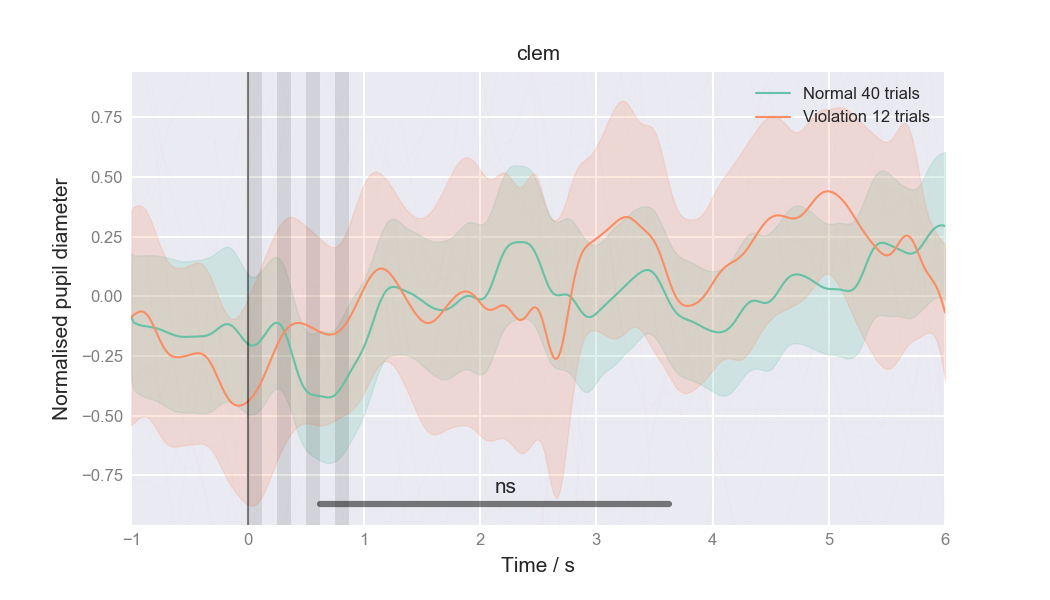 clem
Normal 40 trials
Violation 12 trials
Normalised pupil diameter
0.75
0.50
0.25
0.00
−0.25
−0.50
−0.75
ns
−1 0 1 2 3 4 5 6
Time / s